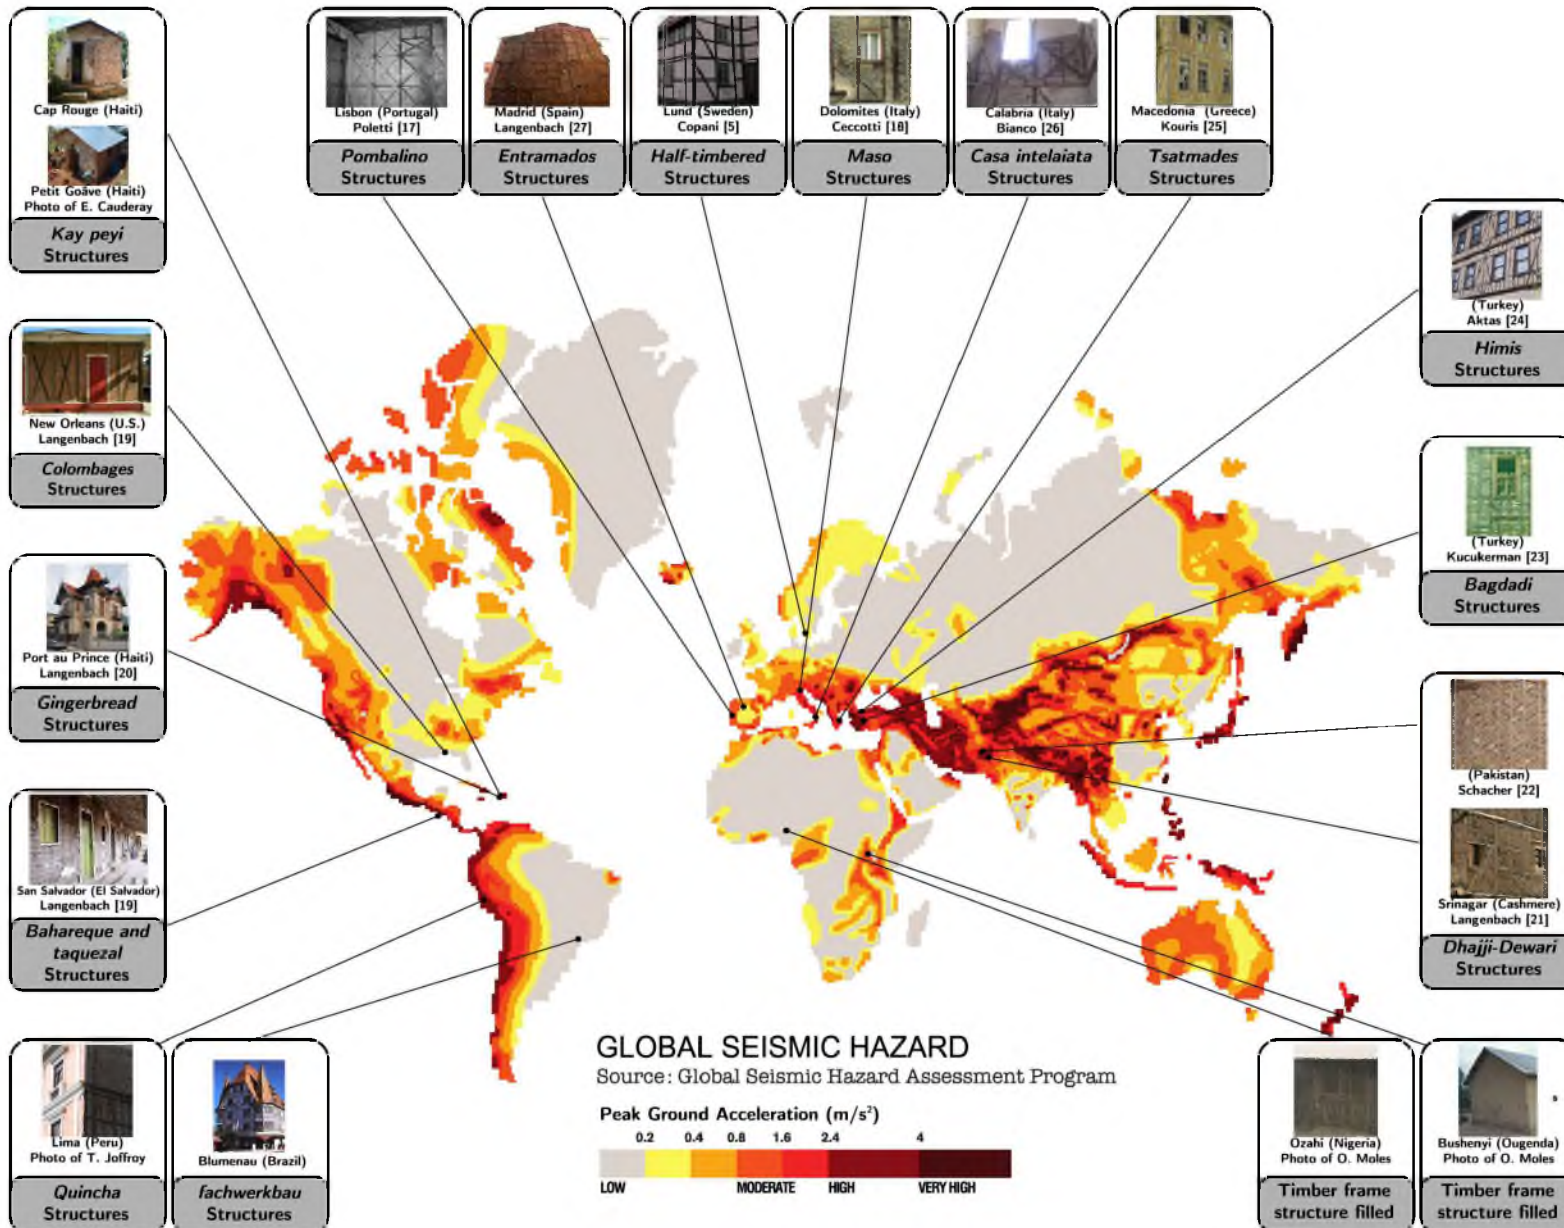 Cap Rouge (Haiti)
Petit Goâve (Haiti)
Photo of E. Cauderay
Kay peyi
Structures
Lisbon (Portugal)
Poletti [17]
Pombalino
Structures
Madrid (Spain)
Langenbach [27]
Entramados
Structures
Lund (Sweden)
Copani [5]
Half-timbered
Structures
Dolomites (Italy)
Ceccotti [18]
Maso
Structures
Calabria (Italy)
Bianco [26]
Casa intelaiata
Structures
Macedonia (Greece)
Kouris [25]
Tsatmades
Structures
(Turkey)
Aktas [24]
Himis
Structures
New Orleans (U.S.)
Langenbach [19]
Colombages
Structures
(Turkey)
Kucukerman [23]
Bagdadi
Structures
Port au Prince (Haiti)
Langenbach [20]
Gingerbread
Structures
(Pakistan)
Schacher [22]
Srinagar (Cashmere)
Langenbach [21]
Dhajji-Dewari
Structures
San Salvador (El Salvador)
Langenbach [19]
Bahareque and
taquezal
Structures
Lima (Peru)
Photo of T. Joffroy
Quincha
Structures
Blumenau (Brazil)
fachwerkbau
Structures
GLOBAL SEISMIC HAZARD
Source: Global Seismic Hazard Assessment Program
Peak Ground Acceleration (m/s²)
0.2 0.4 0.8 1.6 2.4 4
LOW MODERATE HIGH VERY HIGH
Ozahi (Nigeria)
Photo of O. Moles
Timber frame
structure filled
Bushenyi (Ougenda)
Photo of O. Moles
Timber frame
structure filled
s